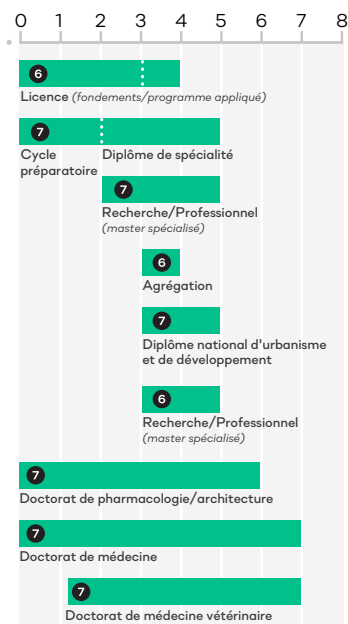 0 1 2 3 4 5 6 7 8
6
Licence (fondements/programme appliqué)
7
Cycle Diplôme de spécialité
préparatoire
7
Recherche/Professionnel
(master spécialisé)
6
Agrégation
7
Diplôme national d'urbanisme
et de développement
6
Recherche/Professionnel
(master spécialisé)
7
Doctorat de pharmacologie/architecture
7
Doctorat de médecine
7
Doctorat de médecine vétérinaire